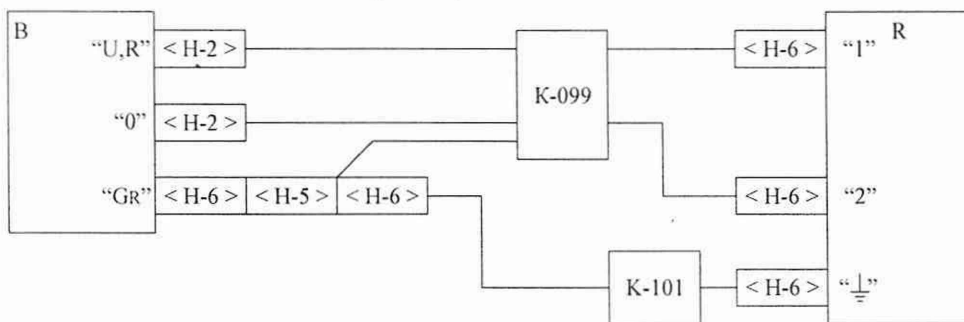 B
R
“U,R” < H-2 >
< H-6 > “1”
K-099
“0” < H-2 >
“GR” < H-6 > < H-5 > < H-6 >
< H-6 > “2”
K-101
< H-6 > “⏚”